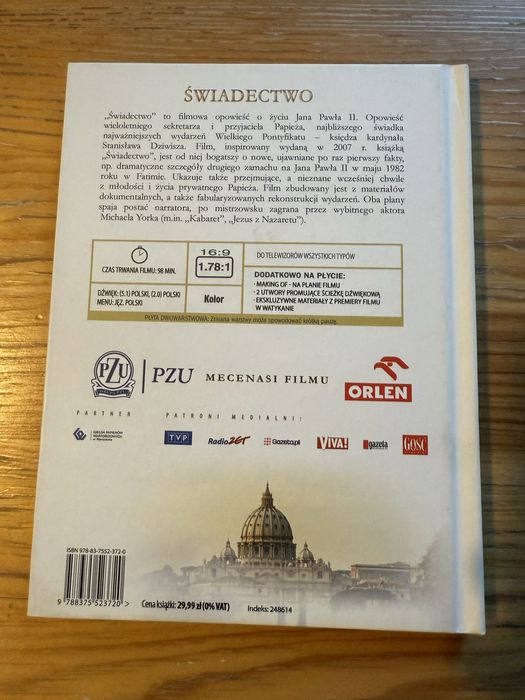 ŚWIADECTWO
„Świadectwo” to filmowa opowieść o życiu Jana Pawła II. Opowieść
wieloletniego sekretarza i przyjaciela Papieża, najbliższego świadka
najważniejszych wydarzeń Wielkiego Pontyfikatu – księdza kardynała
Stanisława Dziwisza. Film, inspirowany wydaną w 2007 r. książką
„Świadectwo”, jest od niej bogatszy o nowe, ujawniane po raz pierwszy fakty,
np. dramatyczne szczegóły drugiego zamachu na Jana Pawła II w maju 1982
roku w Fatimie. Ukazuje także przejmujące, a nieznane wcześniej chwile
z młodości i życia prywatnego Papieża. Film zbudowany jest z materiałów
dokumentalnych, a także fabularyzowanych rekonstrukcji wydarzeń. Oba plany
spaja postać narratora, po mistrzowsku zagrana przez wybitnego aktora
Michaela Yorka (m.in. „Kabaret”, „Jezus z Nazaretu”).
CZAS TRWANIA FILMU: 98 MIN.
16:9
1.78:1
DO TELEWIZORÓW WSZYSTKICH TYPÓW
DŹWIĘK: (5.1) POLSKI, (2.0) POLSKI
MENU: JĘZ. POLSKI
Kolor
DODATKOWO NA PŁYCIE:
- MAKING OF - NA PLANIE FILMU
- 2 UTWORY PROMUJĄCE ŚCIEŻKĘ DŹWIĘKOWĄ
- EKSKLUZYWNE MATERIAŁY Z PREMIERY FILMU
W WATYKANIE
PŁYTA DWUWARSTWOWA: Zmiana warstwy może spowodować krótką pauzę.
PZU
PZU
MECENASI FILMU
ORLEN
PARTNER
PATRONI MEDIALNI:
GIEŁDA PAPIERÓW
WARTOŚCIOWYCH
w Warszawie
TVP
Radio ZET
Gazeta.pl
VIVA!
gazeta
GOŚĆ
ISBN 978-83-7552-372-0
9 788375 523720 >
Cena książki: 29,99 zł (0% VAT)
Indeks: 248614